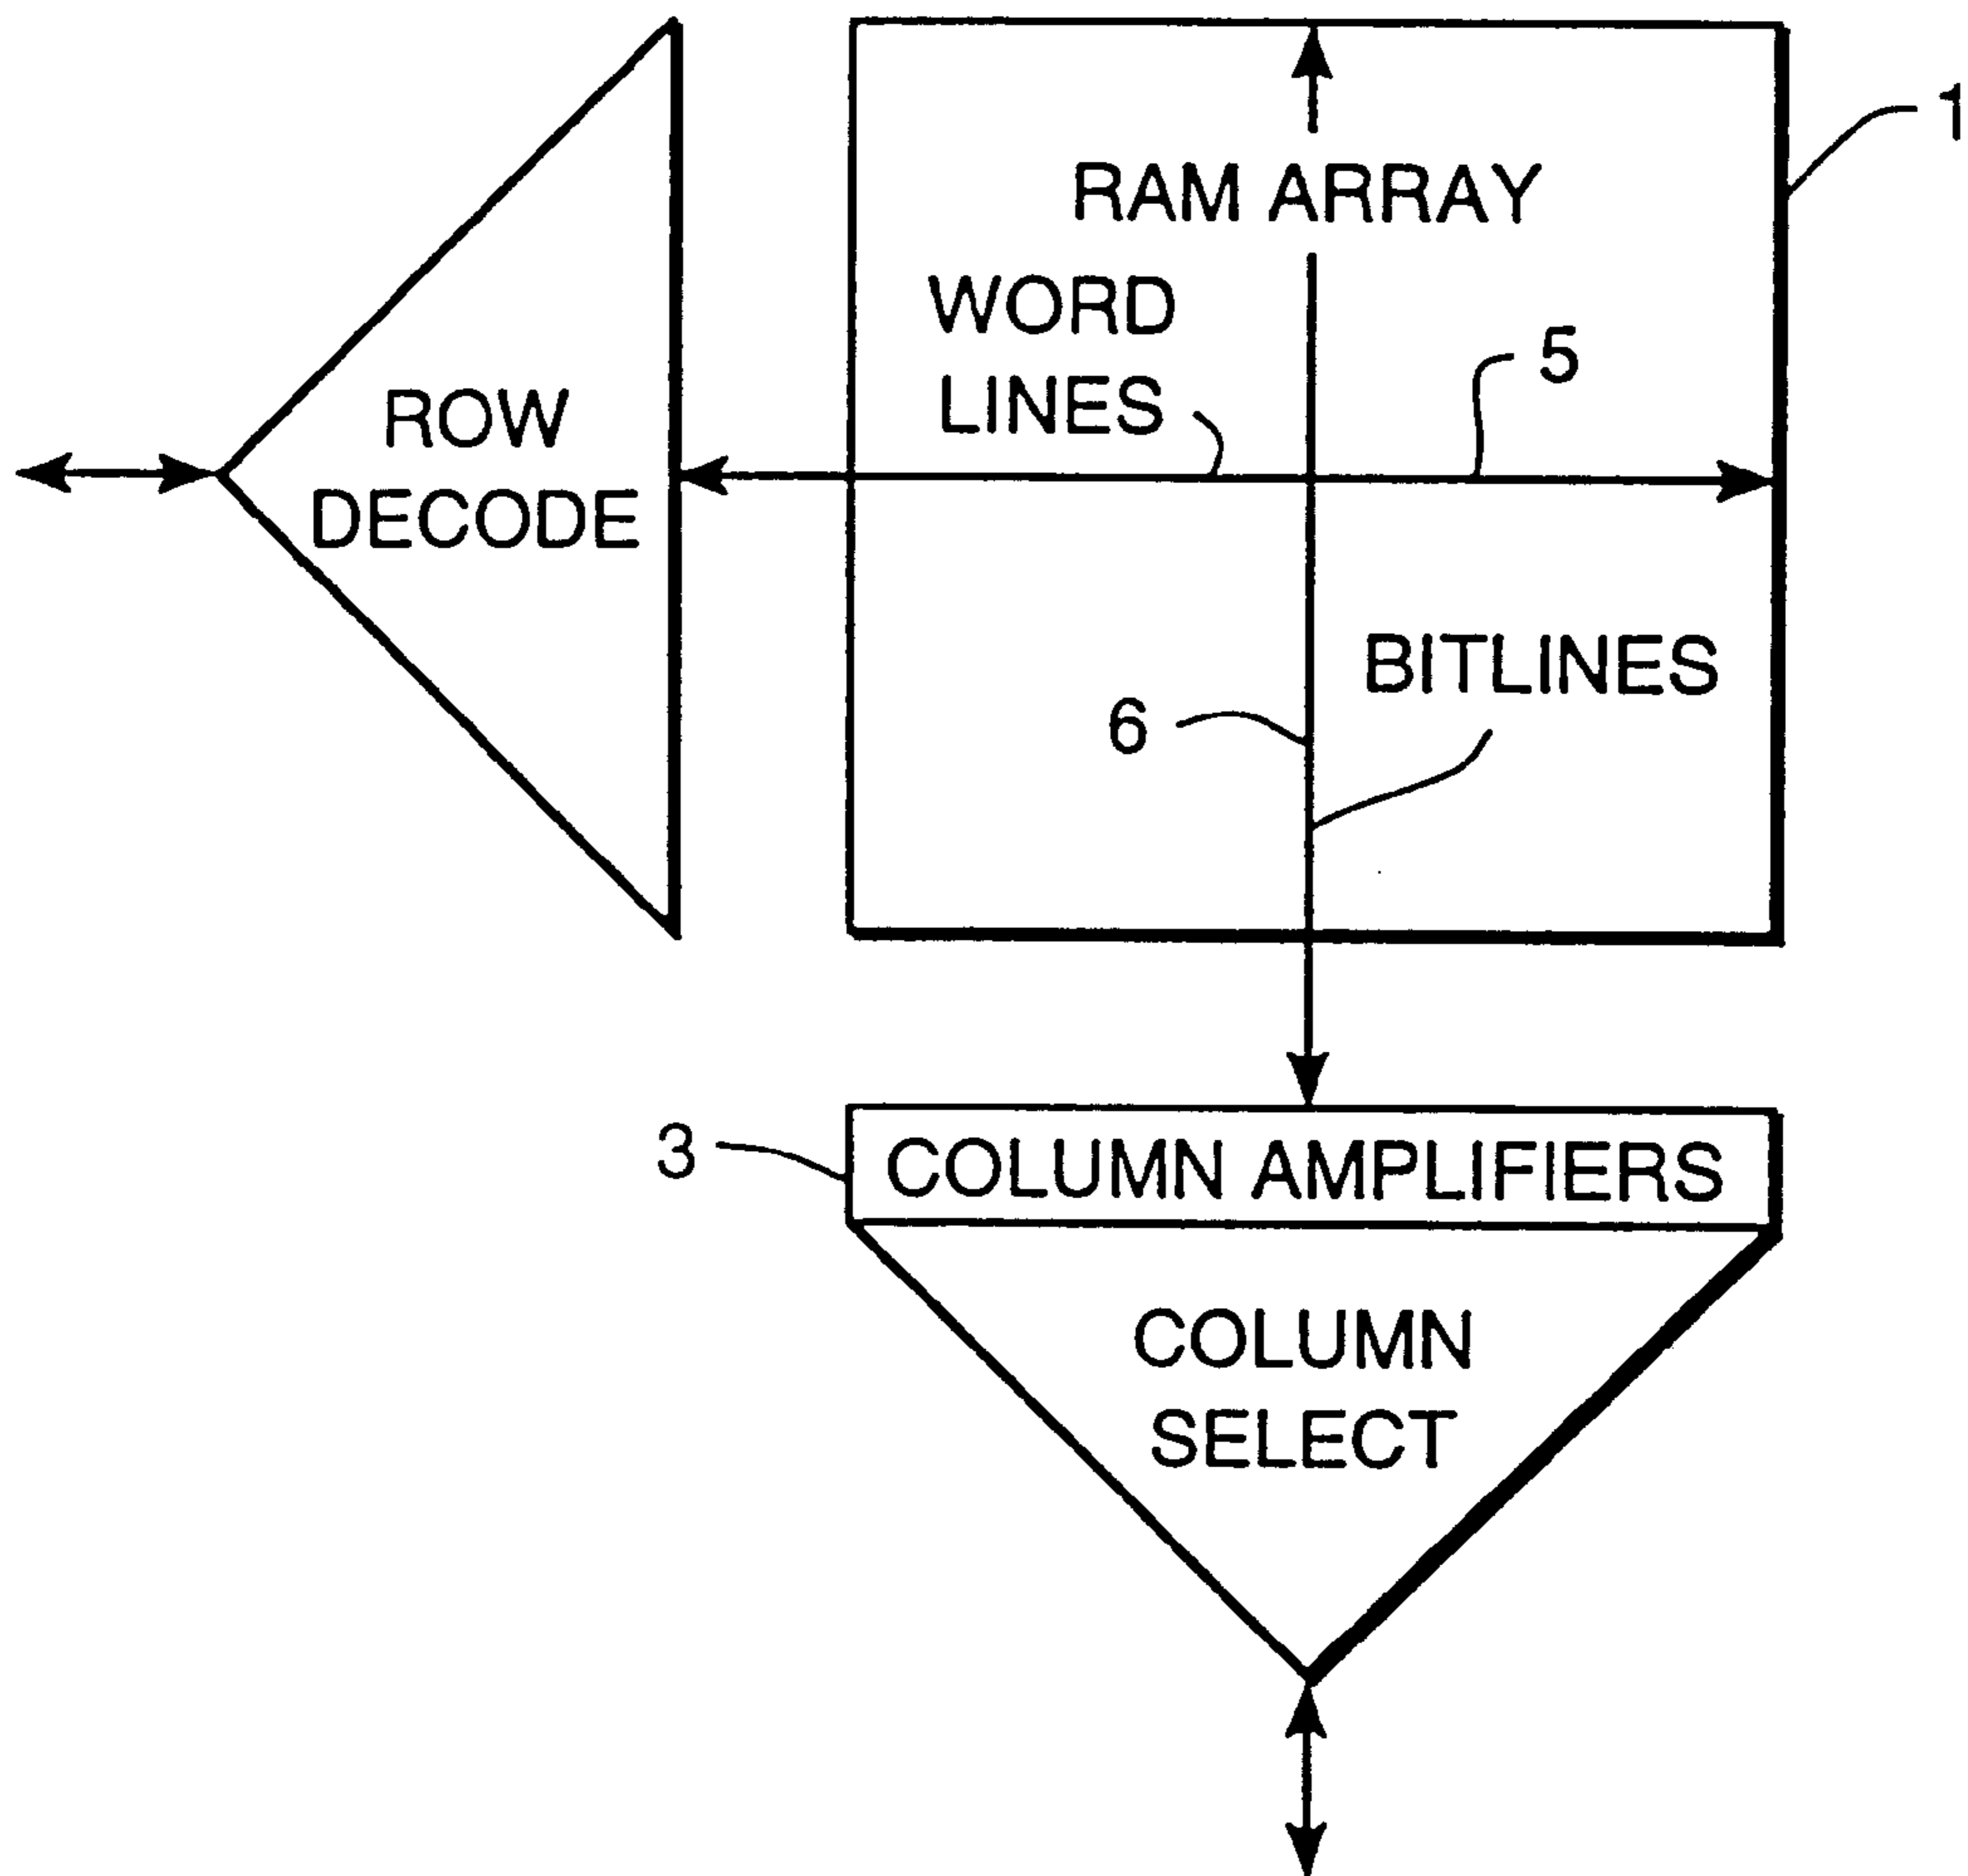 1
RAM ARRAY
WORD
LINES
5
ROW
DECODE
BITLINES
6
3
COLUMN AMPLIFIERS
COLUMN
SELECT